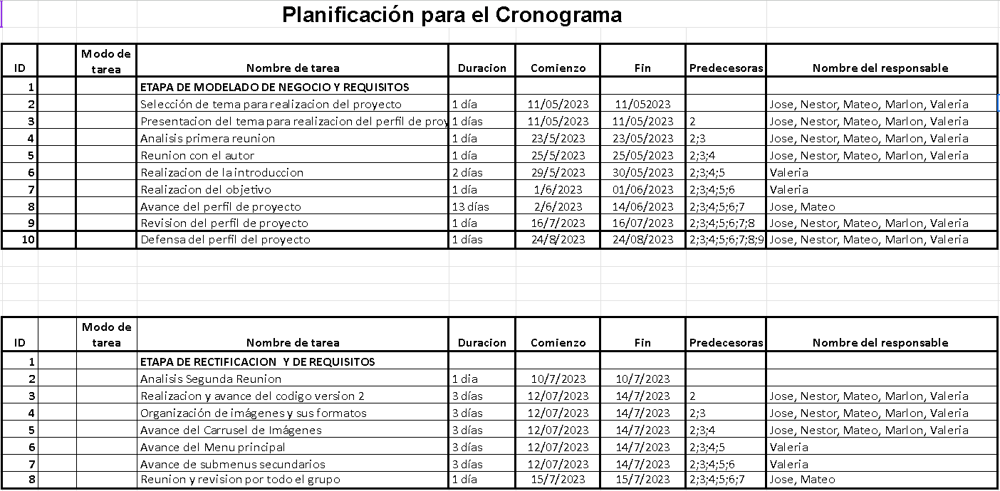 Planificación para el Cronograma
ID Modo de tarea Nombre de tarea Duracion Comienzo Fin Predecesoras Nombre del responsable
1 ETAPA DE MODELADO DE NEGOCIO Y REQUISITOS
2 Selección de tema para realizacion del proyecto 1 día 11/05/2023 11/052023 Jose, Nestor, Mateo, Marlon, Valeria
3 Presentacion del tema para realizacion del perfil de proy 1 días 11/05/2023 11/05/2023 2 Jose, Nestor, Mateo, Marlon, Valeria
4 Analisis primera reunion 1 día 23/5/2023 23/05/2023 2;3 Jose, Nestor, Mateo, Marlon, Valeria
5 Reunion con el autor 1 día 25/5/2023 25/05/2023 2;3;4 Jose, Nestor, Mateo, Marlon, Valeria
6 Realizacion de la introduccion 2 días 29/5/2023 30/05/2023 2;3;4;5 Valeria
7 Realizacion del objetivo 1 día 1/6/2023 01/06/2023 2;3;4;5;6 Valeria
8 Avance del perfil de proyecto 13 días 2/6/2023 14/06/2023 2;3;4;5;6;7 Jose, Mateo
9 Revision del perfil de proyecto 1 día 16/7/2023 16/07/2023 2;3;4;5;6;7;8 Jose, Nestor, Mateo, Marlon, Valeria
10 Defensa del perfil del proyecto 1 días 24/8/2023 24/08/2023 2;3;4;5;6;7;8;9 Jose, Nestor, Mateo, Marlon, Valeria
ID Modo de tarea Nombre de tarea Duracion Comienzo Fin Predecesoras Nombre del responsable
1 ETAPA DE RECTIFICACION Y DE REQUISITOS
2 Analisis Segunda Reunion 1 dia 10/7/2023 10/7/2023
3 Realizacion y avance del codigo version 2 3 días 12/07/2023 14/7/2023 2 Jose, Nestor, Mateo, Marlon, Valeria
4 Organización de imágenes y sus formatos 3 días 12/07/2023 14/7/2023 2;3 Jose, Nestor, Mateo, Marlon, Valeria
5 Avance del Carrusel de Imágenes 3 días 12/07/2023 14/7/2023 2;3;4 Jose, Nestor, Mateo, Marlon, Valeria
6 Avance del Menu principal 3 días 12/07/2023 14/7/2023 2;3;4;5 Valeria
7 Avance de submenus secundarios 3 días 12/07/2023 14/7/2023 2;3;4;5;6 Valeria
8 Reunion y revision por todo el grupo 1 día 15/7/2023 15/7/2023 2;3;4;5;6;7 Jose, Mateo